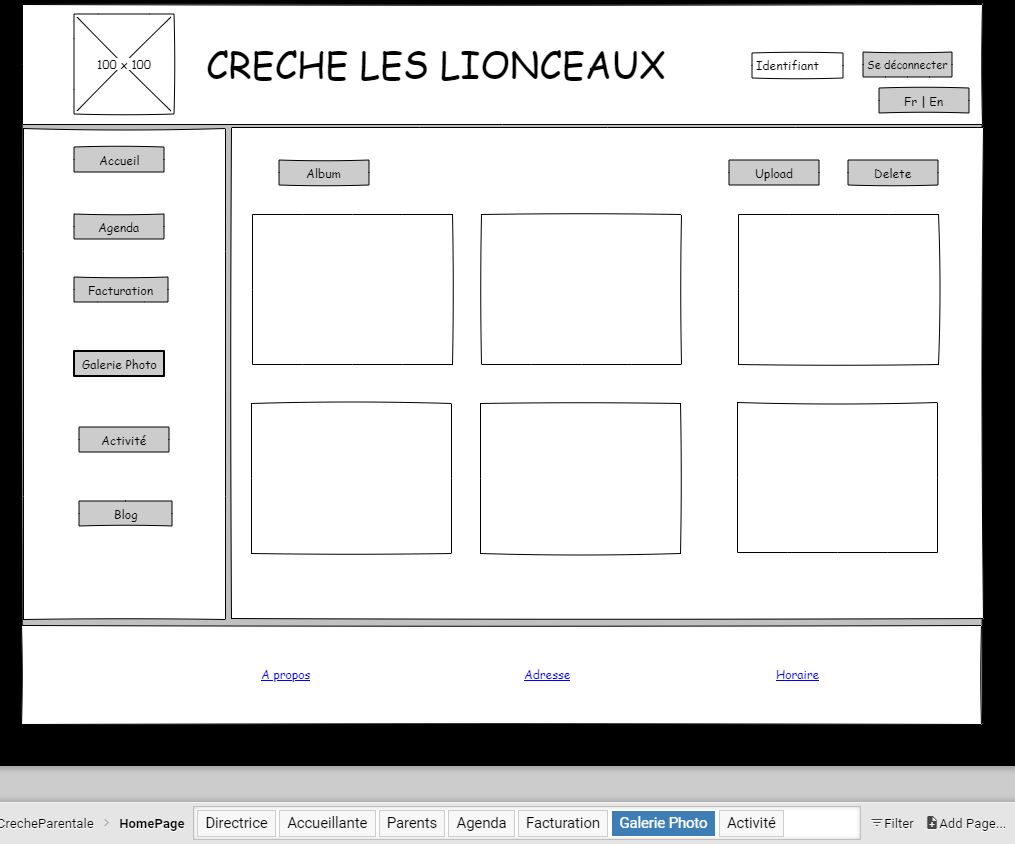 100 x 100
CRECHE LES LIONCEAUX
Identifiant
Se déconnecter
Fr | En
Accueil
Agenda
Facturation
Galerie Photo
Activité
Blog
Album
Upload
Delete
A propos
Adresse
Horaire
CrecheParentale > HomePage Directrice Accueillante Parents Agenda Facturation Galerie Photo Activité Filter Add Page...